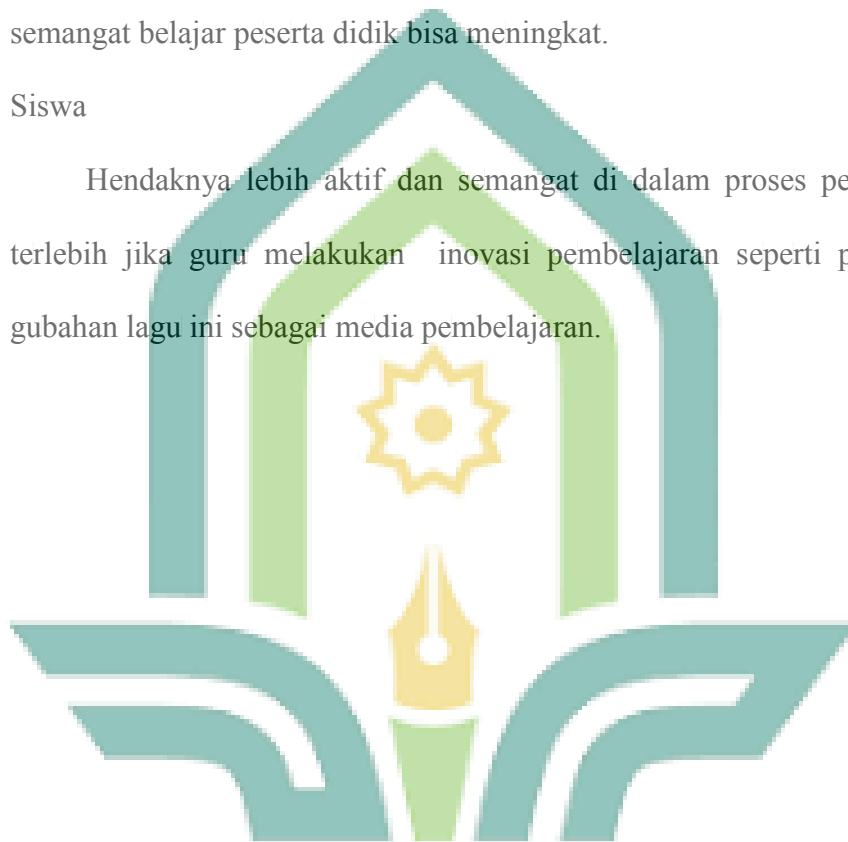 semangat belajar peserta didik bisa meningkat.
Siswa
Hendaknya lebih aktif dan semangat di dalam proses pe
terlebih jika guru melakukan inovasi pembelajaran seperti p
gubahan lagu ini sebagai media pembelajaran.